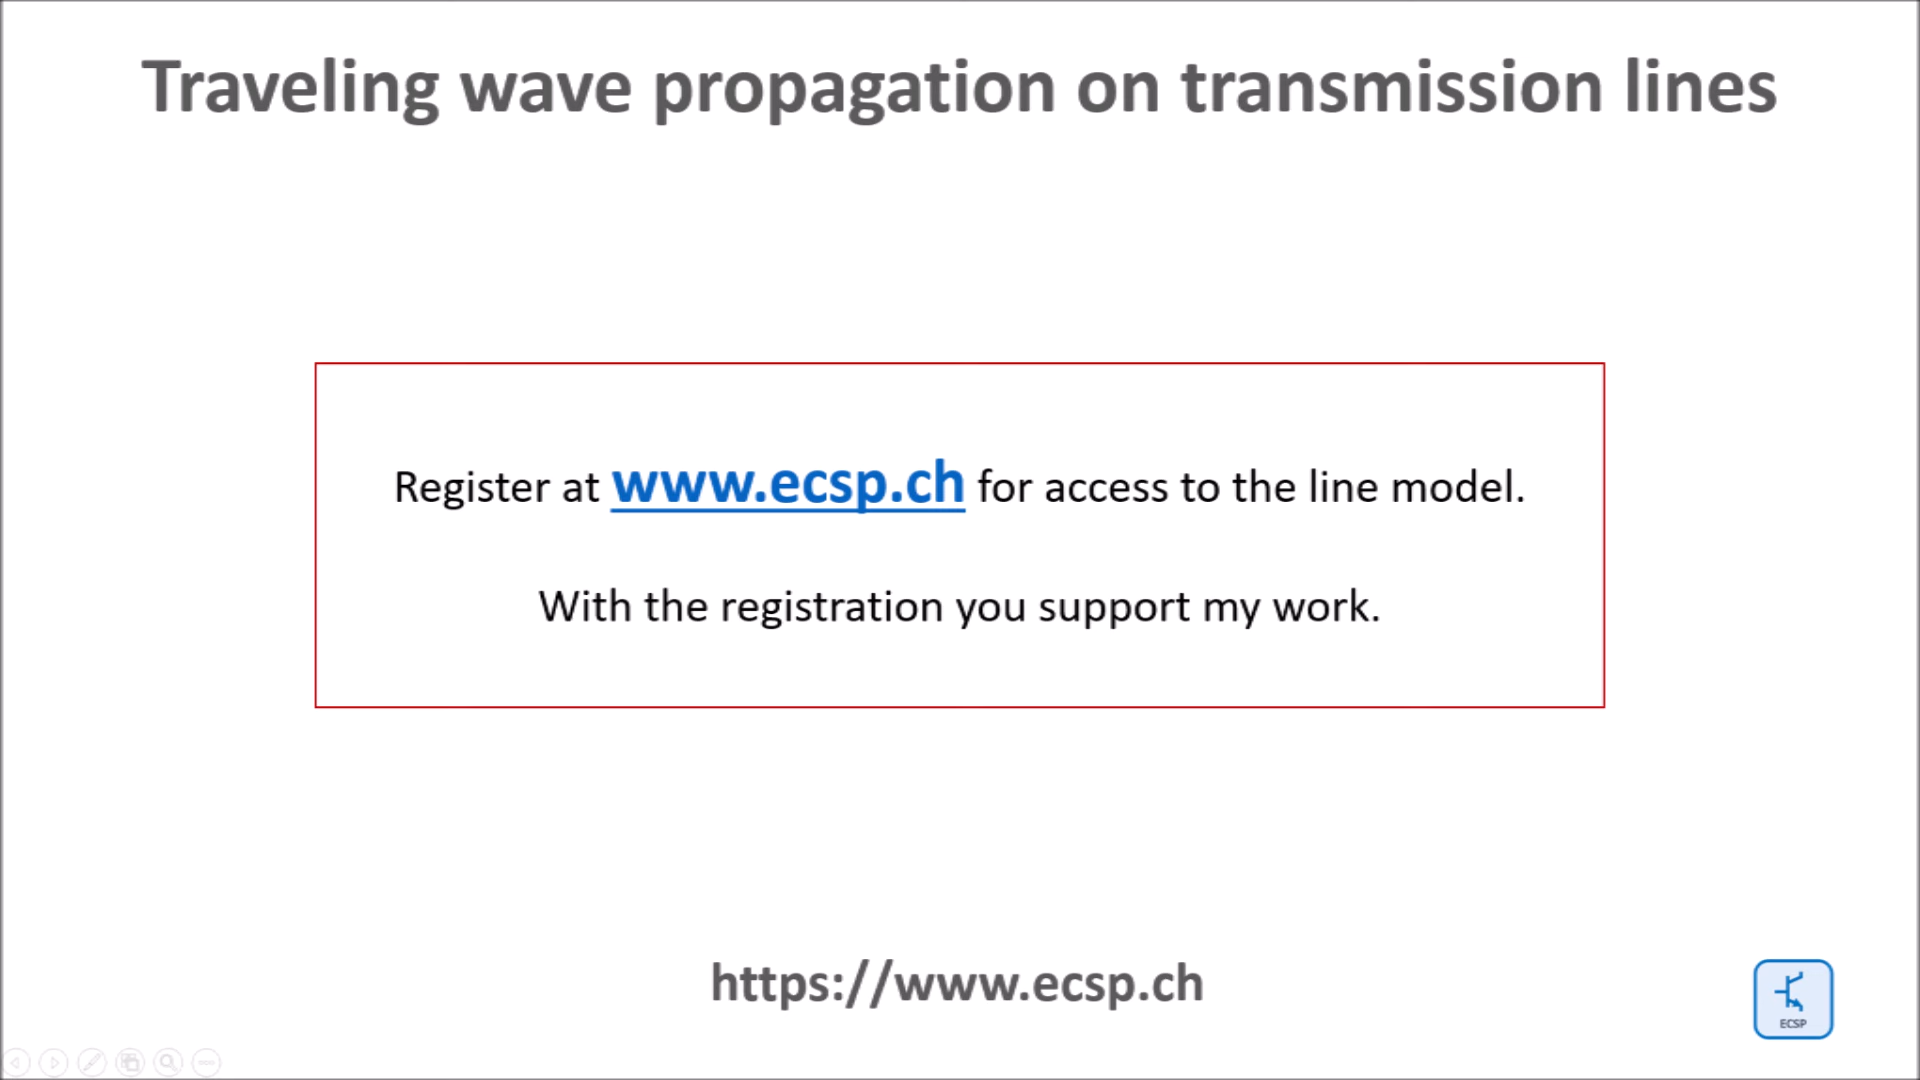 Traveling wave propagation on transmission lines
Register at www.ecsp.ch for access to the line model.
With the registration you support my work.
https://www.ecsp.ch
ECSP